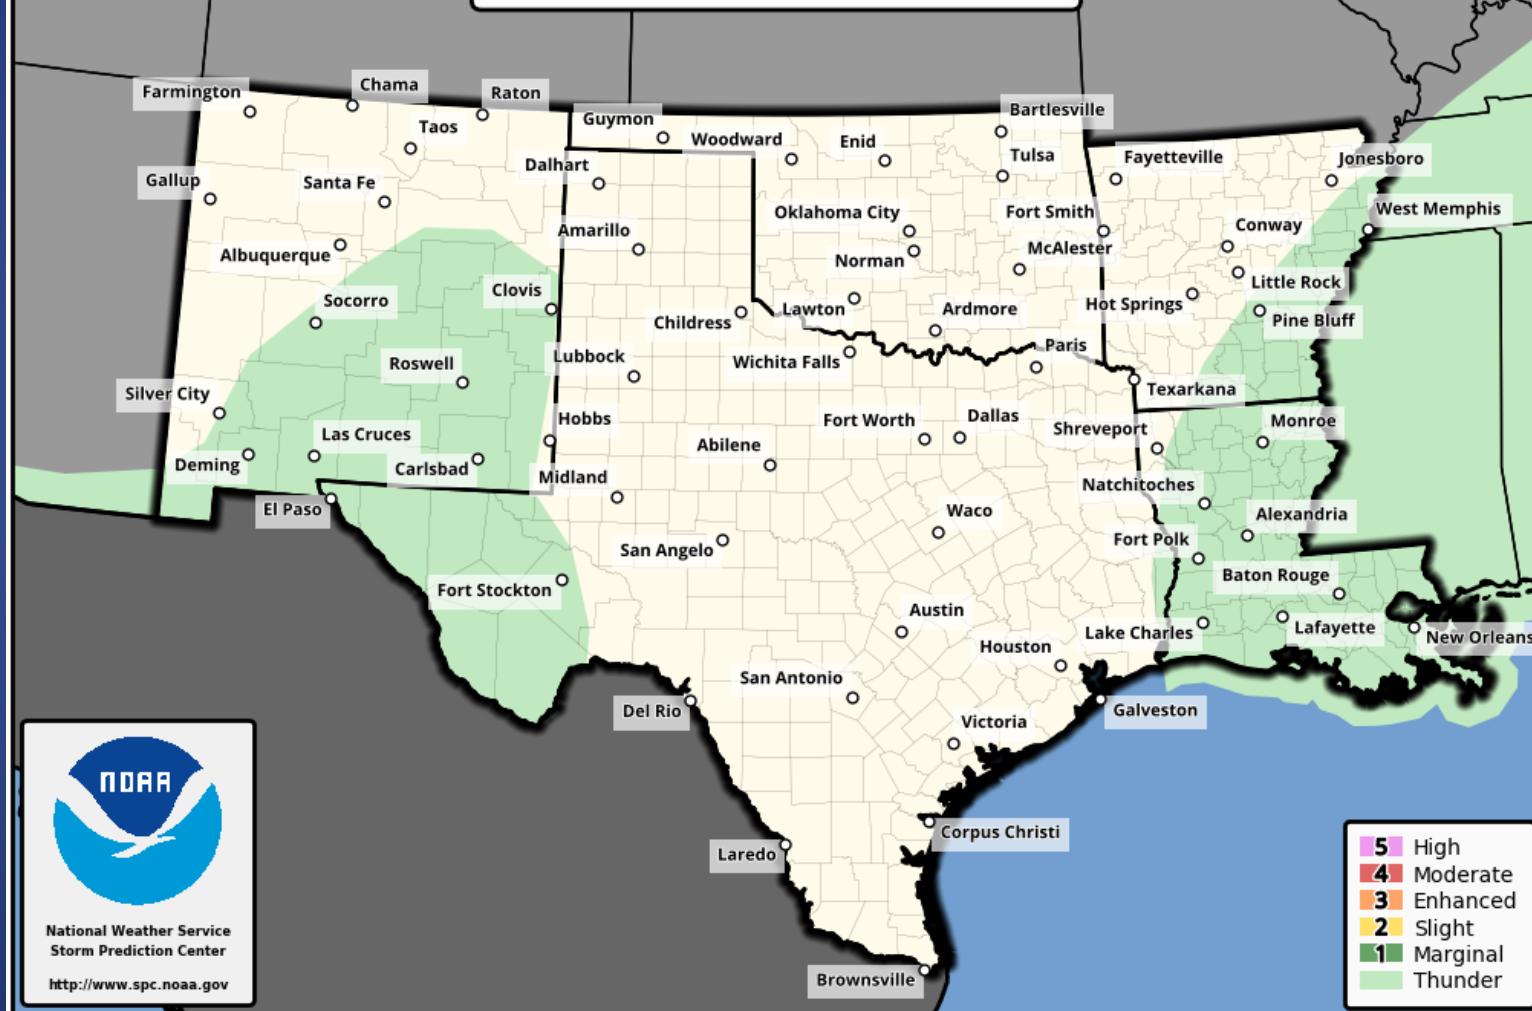 Farmington
Chama
Raton
Taos
Guymon
Woodward
Enid
Bartlesville
Tulsa
Fayetteville
Jonesboro
Gallup
Santa Fe
Dalhart
Oklahoma City
Fort Smith
West Memphis
Albuquerque
Amarillo
Norman
McAlester
Conway
Socorro
Clovis
Childress
Lawton
Ardmore
Hot Springs
Little Rock
Pine Bluff
Roswell
Lubbock
Wichita Falls
Paris
Silver City
Texarkana
Las Cruces
Hobbs
Abilene
Fort Worth
Dallas
Shreveport
Monroe
Deming
Carlsbad
Midland
Natchitoches
El Paso
San Angelo
Waco
Fort Polk
Alexandria
Fort Stockton
Baton Rouge
Austin
Houston
Lake Charles
Lafayette
New Orleans
San Antonio
Del Rio
Victoria
Galveston
Corpus Christi
Laredo
Brownsville
NOAA
National Weather Service
Storm Prediction Center
http://www.spc.noaa.gov
5 High
4 Moderate
3 Enhanced
2 Slight
1 Marginal
Thunder